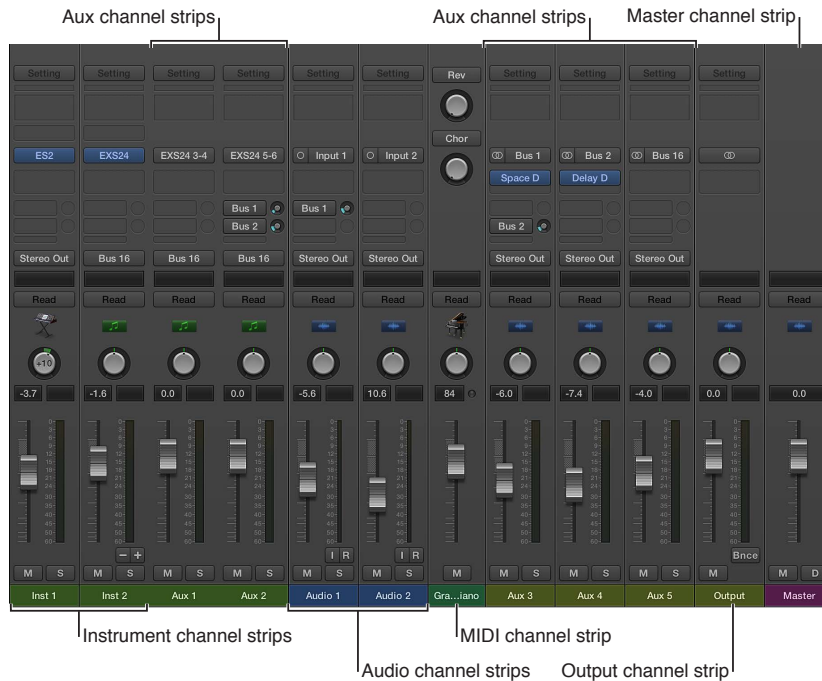 Aux channel strips Aux channel strips Master channel strip
Setting Setting Setting Setting Setting Setting Rev Setting Setting Setting Setting
Chor
ES2 EXS24 EXS24 3-4 EXS24 5-6 Input 1 Input 2 Bus 1 Bus 2 Bus 16
Space D Delay D
Bus 1 Bus 1
Bus 2 Bus 2
Stereo Out Bus 16 Bus 16 Bus 16 Stereo Out Stereo Out Stereo Out Stereo Out Stereo Out
Read Read Read Read Read Read Read Read Read Read Read Read
+10
-3.7 -1.6 0.0 0.0 -5.6 10.6 84 -6.0 -7.4 -4.0 0.0 0.0
I R I R Bnce
M S M S M S M S M S M S M M S M S M S M M D
Inst 1 Inst 2 Aux 1 Aux 2 Audio 1 Audio 2 Gra...iano Aux 3 Aux 4 Aux 5 Output Master
Instrument channel strips MIDI channel strip
Audio channel strips Output channel strip